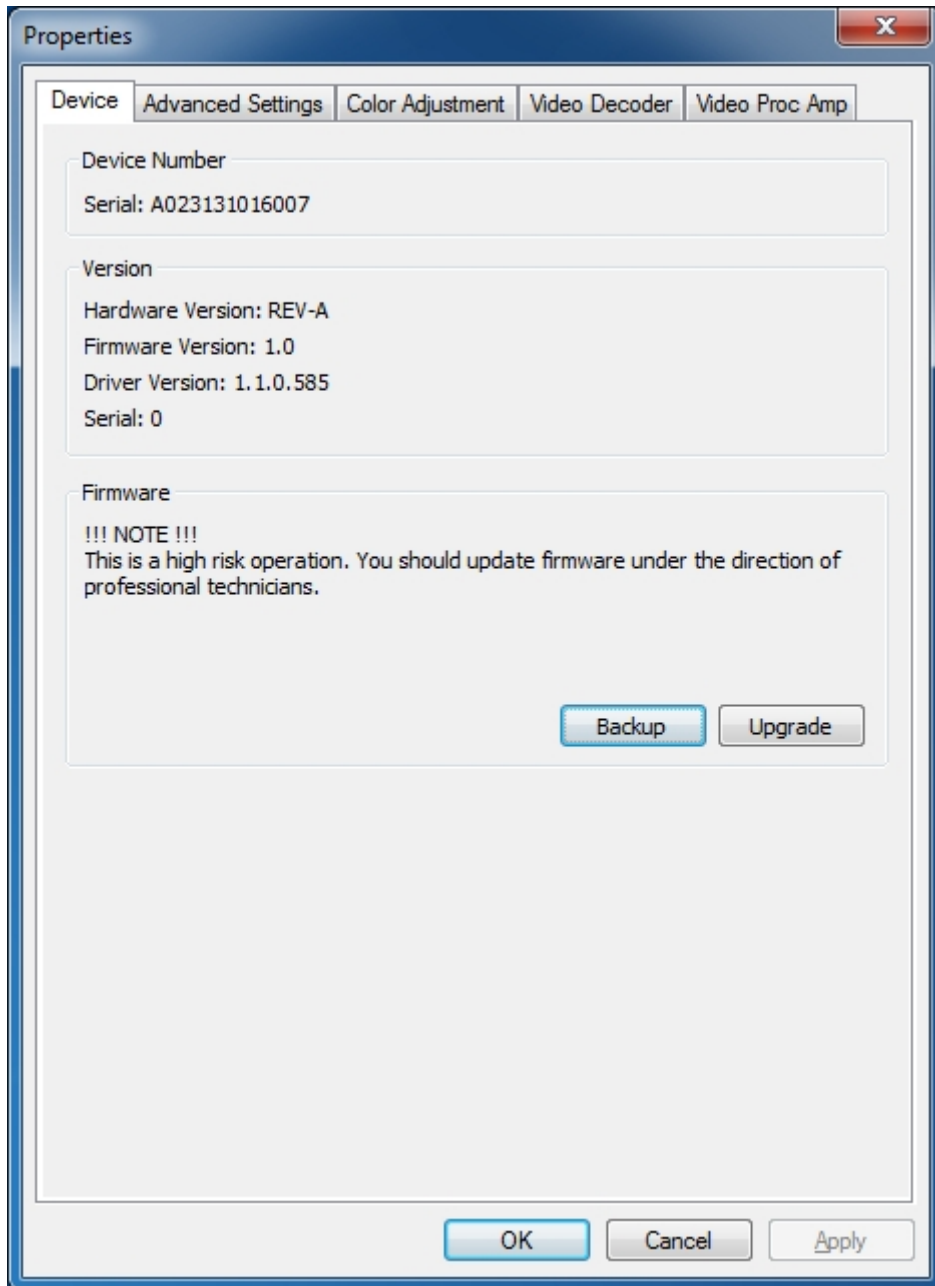 Properties
Device
Advanced Settings
Color Adjustment
Video Decoder
Video Proc Amp
Device Number
Serial: A023131016007
Version
Hardware Version: REV-A
Firmware Version: 1.0
Driver Version: 1.1.0.585
Serial: 0
Firmware
!!! NOTE !!!
This is a high risk operation. You should update firmware under the direction of
professional technicians.
Backup
Upgrade
OK
Cancel
Apply